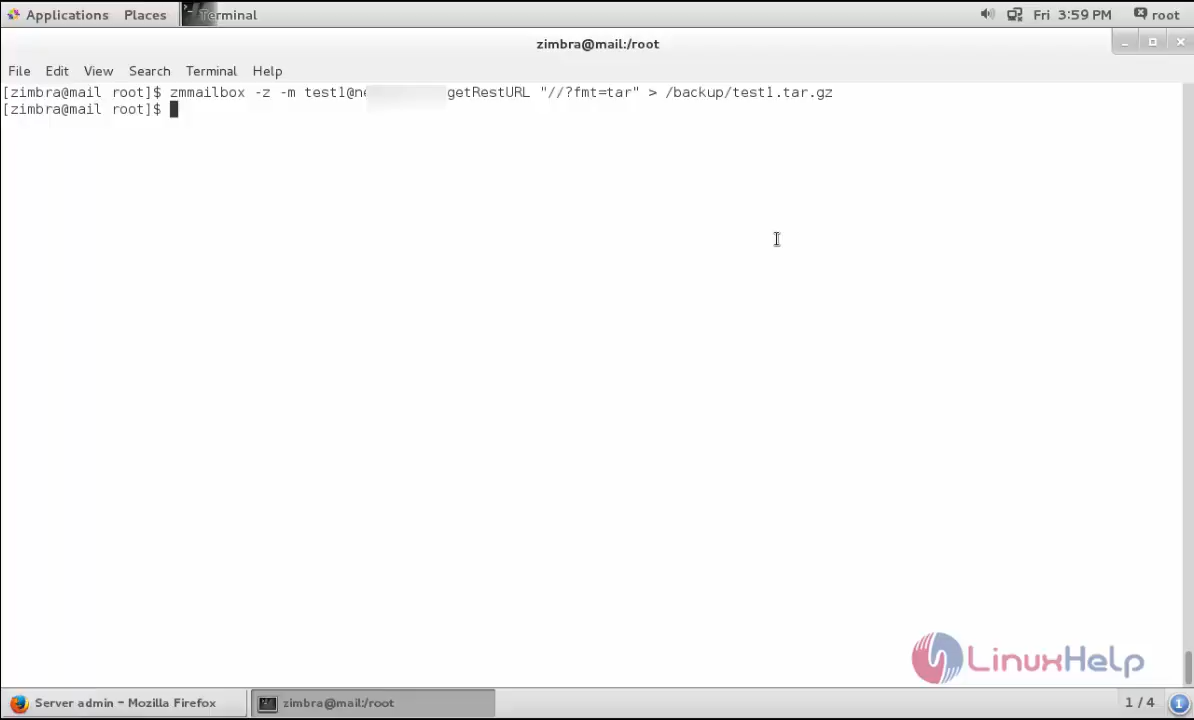 Applications Places Terminal Fri 3:59 PM root
zimbra@mail:/root
File Edit View Search Terminal Help
[zimbra@mail root]$ zmmailbox -z -m test1@ne getRestURL "//?fmt=tar" > /backup/test1.tar.gz
[zimbra@mail root]$
LinuxHelp
Server admin - Mozilla Firefox zimbra@mail:/root 1 / 4 1